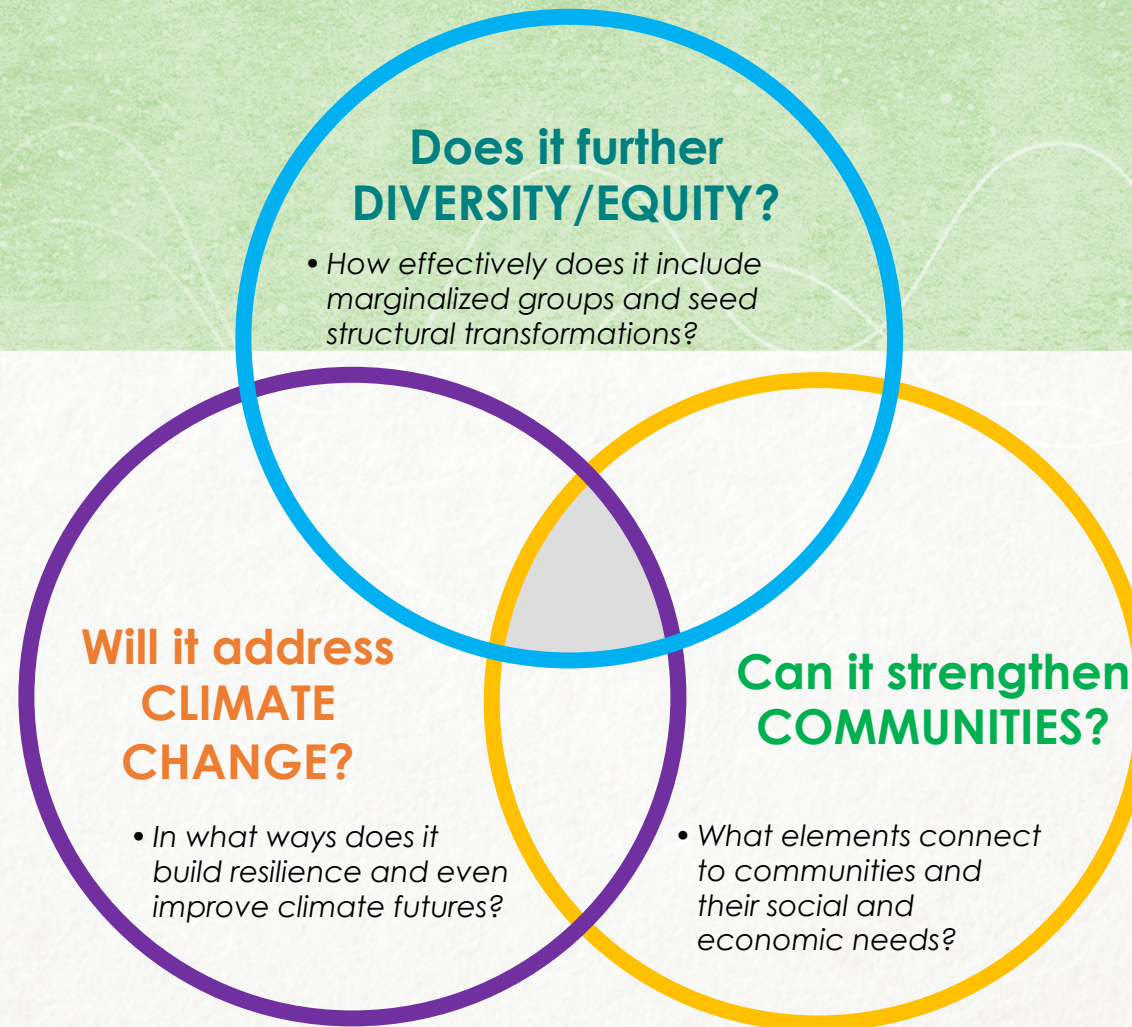 Does it further
DIVERSITY/EQUITY?
• How effectively does it include
marginalized groups and seed
structural transformations?
Will it address
CLIMATE
CHANGE?
• In what ways does it
build resilience and even
improve climate futures?
Can it strengthen
COMMUNITIES?
• What elements connect
to communities and
their social and
economic needs?